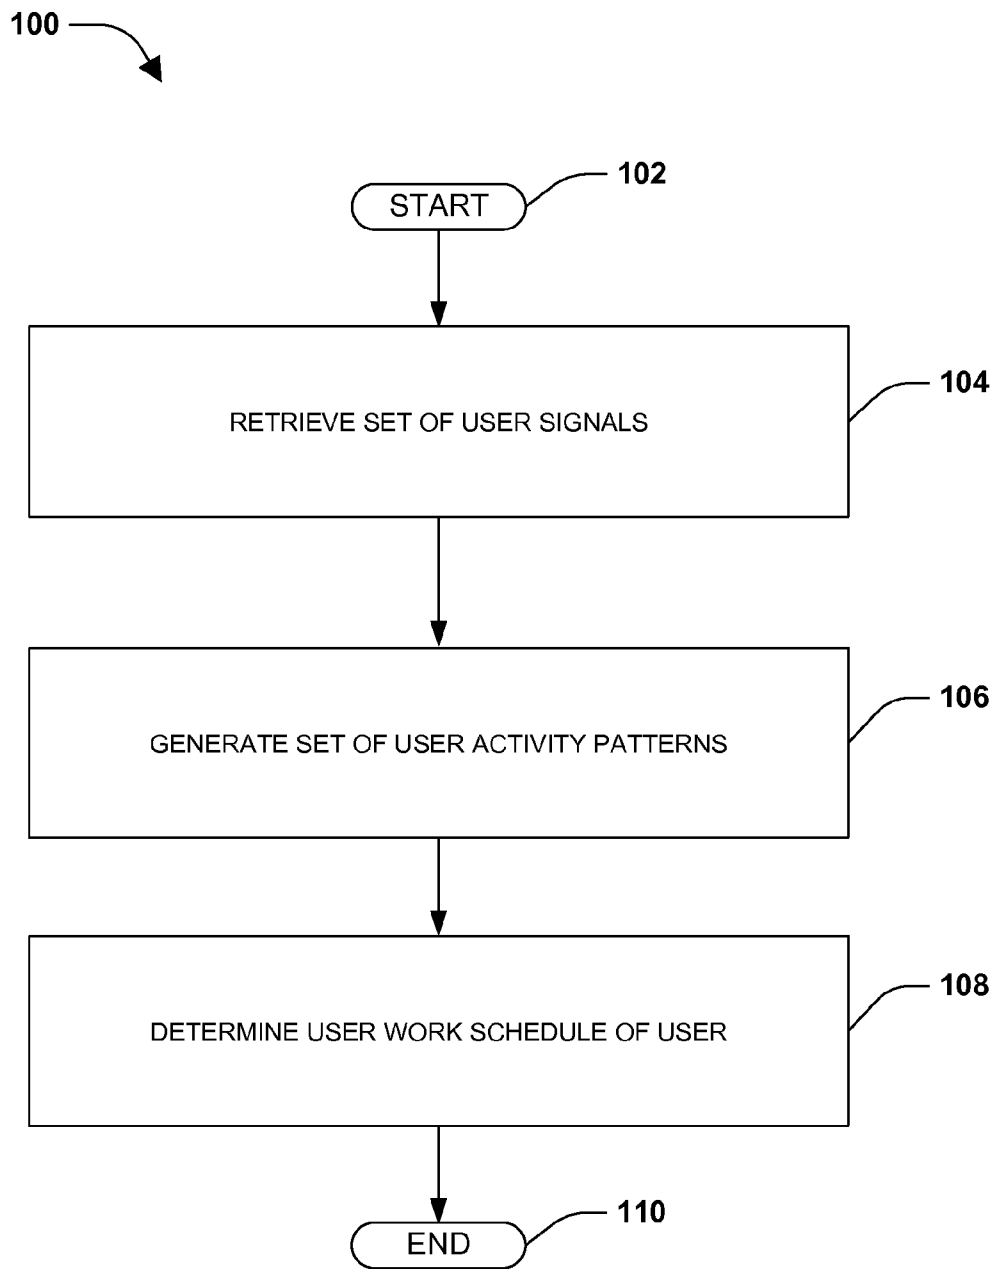 100
102
START
104
RETRIEVE SET OF USER SIGNALS
106
GENERATE SET OF USER ACTIVITY PATTERNS
108
DETERMINE USER WORK SCHEDULE OF USER
110
END